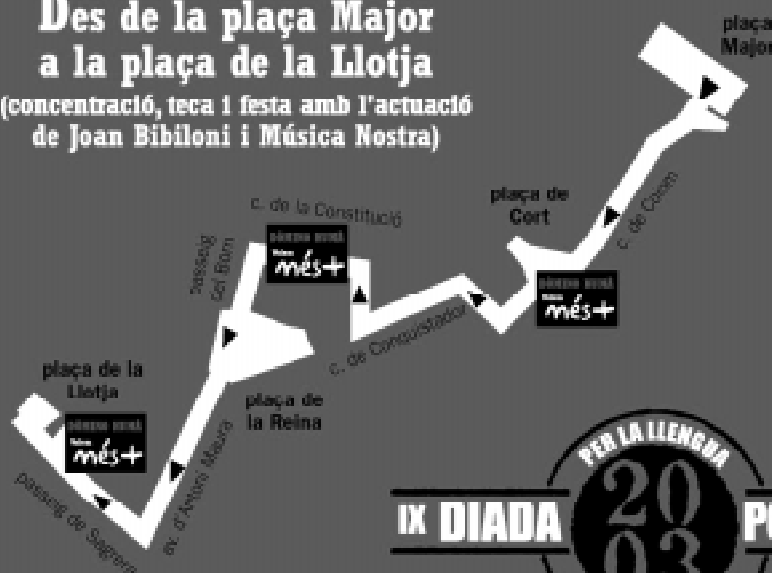 Des de la plaça Major
a la plaça de la Llotja
(concentració, teca i festa amb l'actuació
de Joan Bibiloni i Música Nostra)
plaça
Major
c. de Colom
plaça de
Cort
més+
c. de la Constitució
més+
passeig
del Born
c. de Conquistador
plaça de
la Reina
plaça de la
Llotja
més+
av. d'Antoni Maura
passeig de Sagrera
PER LA LLENGUA
2003
IX DIADA